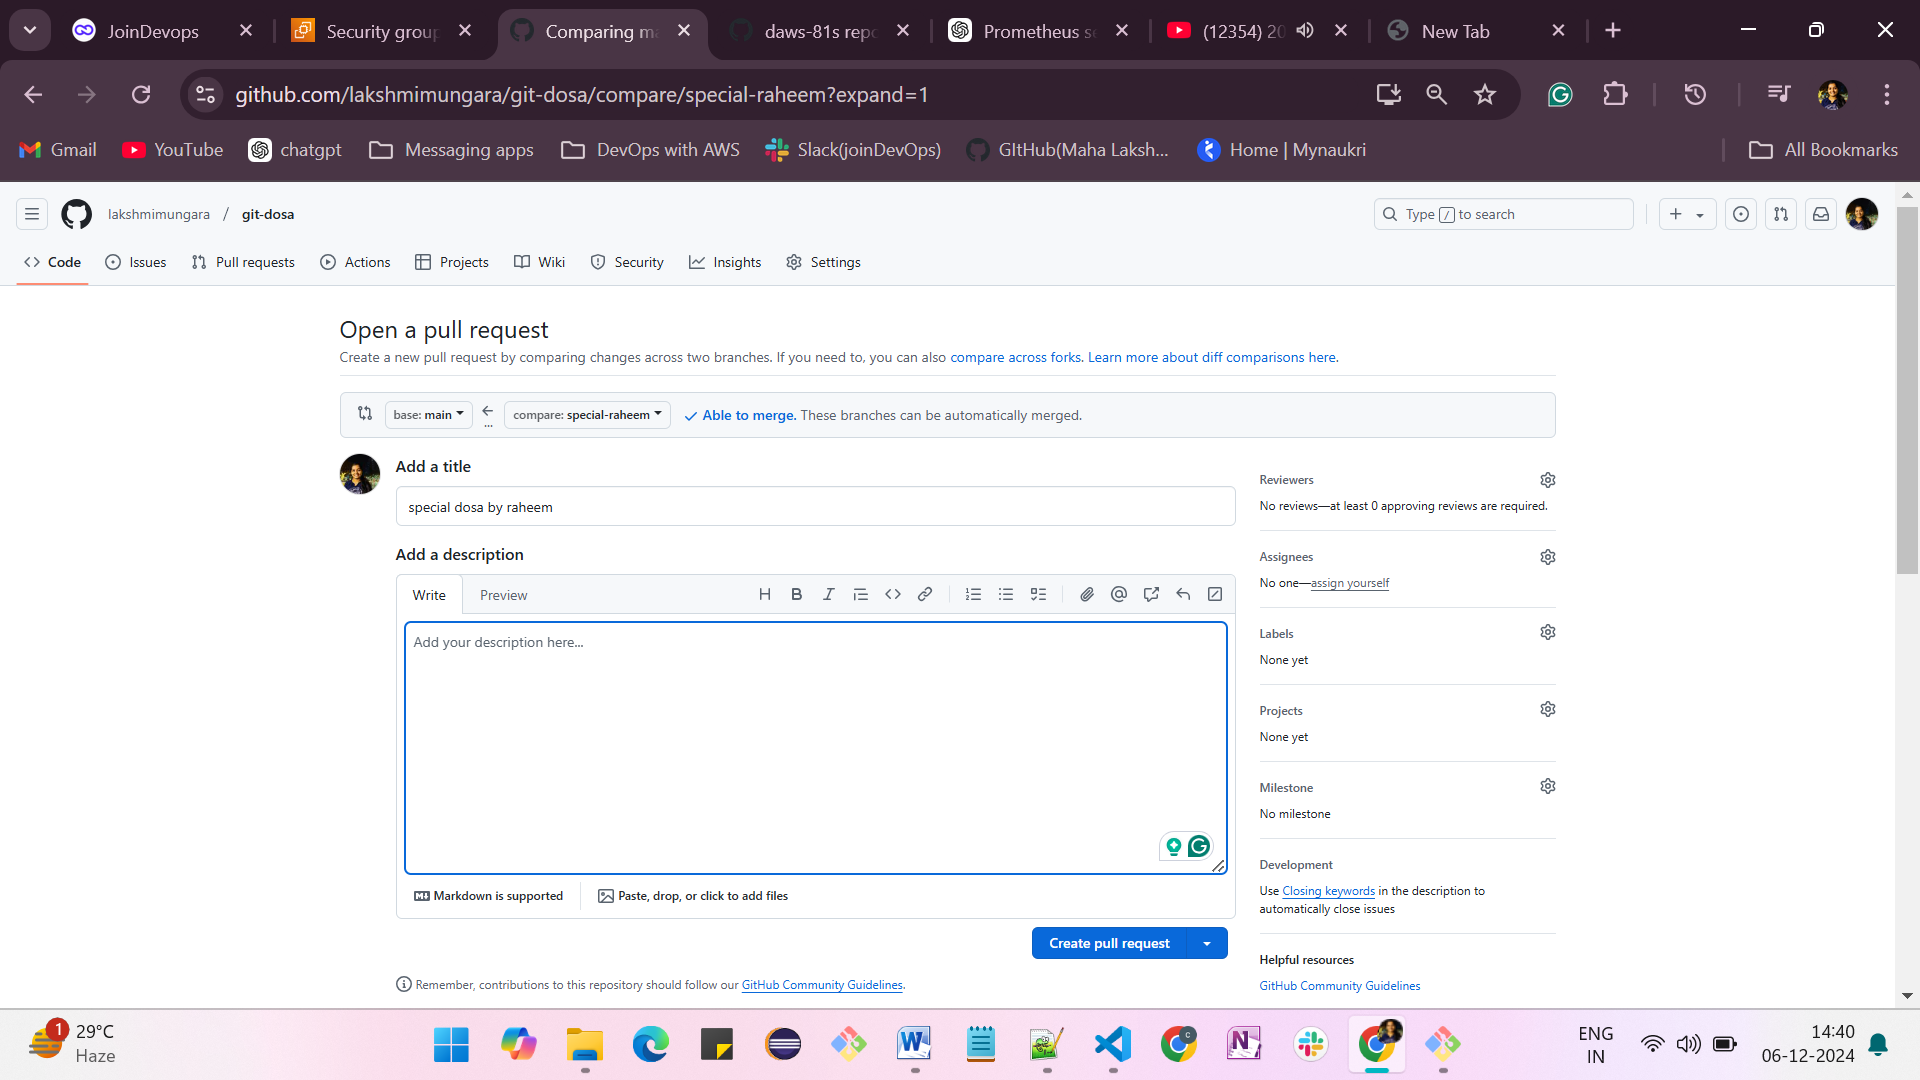 JoinDevops
Security group
Comparing ma
daws-81s repo
Prometheus se
(12354) 20
New Tab
github.com/lakshmimungara/git-dosa/compare/special-raheem?expand=1
Gmail
YouTube
chatgpt
Messaging apps
DevOps with AWS
Slack(joinDevOps)
GItHub(Maha Laksh...
Home | Mynaukri
All Bookmarks
lakshmimungara / git-dosa
Type / to search
Code
Issues
Pull requests
Actions
Projects
Wiki
Security
Insights
Settings
Open a pull request
Create a new pull request by comparing changes across two branches. If you need to, you can also compare across forks. Learn more about diff comparisons here.
base: main
...
compare: special-raheem
Able to merge. These branches can be automatically merged.
Add a title
special dosa by raheem
Add a description
Write
Preview
Add your description here...
Markdown is supported
Paste, drop, or click to add files
Create pull request
Remember, contributions to this repository should follow our GitHub Community Guidelines.
Reviewers
No reviews—at least 0 approving reviews are required.
Assignees
No one—assign yourself
Labels
None yet
Projects
None yet
Milestone
No milestone
Development
Use Closing keywords in the description to
automatically close issues
Helpful resources
GitHub Community Guidelines
1
29°C
Haze
ENG
IN
14:40
06-12-2024